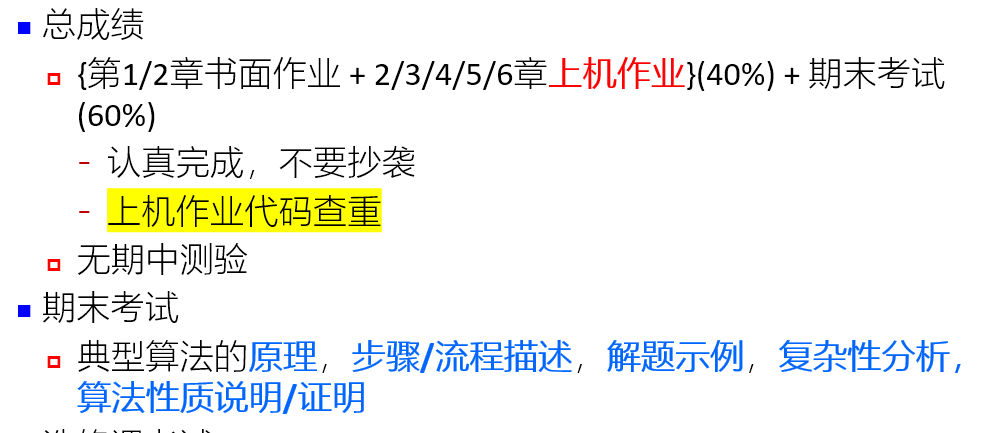 总成绩
{第1/2章书面作业 + 2/3/4/5/6章上机作业}(40%) + 期末考试
(60%)
- 认真完成，不要抄袭
- 上机作业代码查重
无期中测验
期末考试
典型算法的原理，步骤/流程描述，解题示例，复杂性分析，
算法性质说明/证明